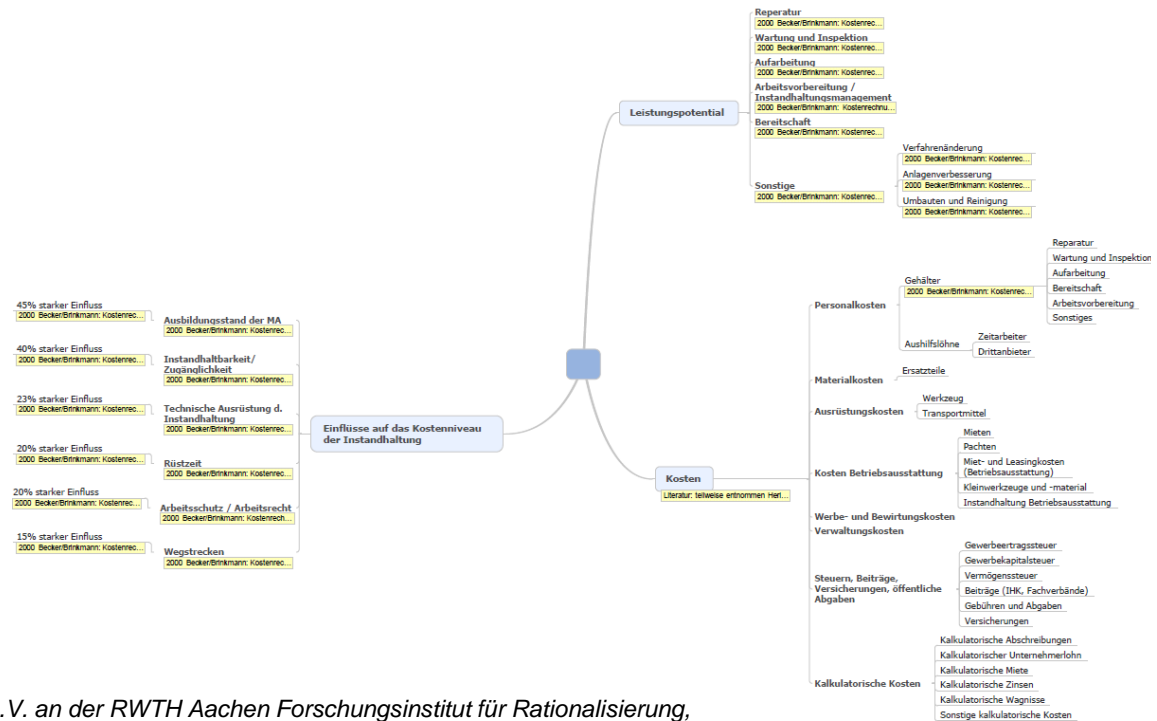 Reperatur
2000 Becker/Brinkmann: Kostenrec...
Wartung und Inspektion
2000 Becker/Brinkmann: Kostenrec...
Aufarbeitung
2000 Becker/Brinkmann: Kostenrec...
Arbeitsvorbereitung /
Instandhaltungsmanagement
2000 Becker/Brinkmann: Kostenrechnu...
Bereitschaft
2000 Becker/Brinkmann: Kostenrec...
Sonstige
2000 Becker/Brinkmann: Kostenrec...
Verfahrenänderung
2000 Becker/Brinkmann: Kostenrec...
Anlagenverbesserung
2000 Becker/Brinkmann: Kostenrec...
Umbauten und Reinigung
2000 Becker/Brinkmann: Kostenrec...
Leistungspotential
45% starker Einfluss
2000 Becker/Brinkmann: Kostenrec...
Ausbildungsstand der MA
2000 Becker/Brinkmann: Kostenrec...
40% starker Einfluss
2000 Becker/Brinkmann: Kostenrec...
Instandhaltbarkeit/
Zugänglichkeit
2000 Becker/Brinkmann: Kostenrec...
23% starker Einfluss
2000 Becker/Brinkmann: Kostenrec...
Technische Ausrüstung d.
Instandhaltung
2000 Becker/Brinkmann: Kostenrec...
20% starker Einfluss
2000 Becker/Brinkmann: Kostenrec...
Rüstzeit
2000 Becker/Brinkmann: Kostenrec...
20% starker Einfluss
2000 Becker/Brinkmann: Kostenrec...
Arbeitsschutz / Arbeitsrecht
2000 Becker/Brinkmann: Kostenrech...
15% starker Einfluss
2000 Becker/Brinkmann: Kostenrec...
Wegstrecken
2000 Becker/Brinkmann: Kostenrec...
Einflüsse auf das Kostenniveau
der Instandhaltung
Kosten
Literatur: teilweise entnommen Herl...
Personalkosten
Gehälter
2000 Becker/Brinkmann: Kostenrec...
Reparatur
Wartung und Inspektion
Aufarbeitung
Bereitschaft
Arbeitsvorbereitung
Sonstiges
Aushilfslöhne
Zeitarbeiter
Drittanbieter
Materialkosten
Ersatzteile
Ausrüstungskosten
Werkzeug
Transportmittel
Kosten Betriebsausstattung
Mieten
Pachten
Miet- und Leasingkosten
(Betriebsausstattung)
Kleinwerkzeuge und -material
Instandhaltung Betriebsausstattung
Werbe- und Bewirtungskosten
Verwaltungskosten
Steuern, Beiträge,
Versicherungen, öffentliche
Abgaben
Gewerbeertragssteuer
Gewerbekapitalsteuer
Vermögenssteuer
Beiträge (IHK, Fachverbände)
Gebühren und Abgaben
Versicherungen
Kalkulatorische Kosten
Kalkulatorische Abschreibungen
Kalkulatorischer Unternehmerlohn
Kalkulatorische Miete
Kalkulatorische Zinsen
Kalkulatorische Wagnisse
Sonstige kalkulatorische Kosten
.V. an der RWTH Aachen Forschungsinstitut für Rationalisierung,